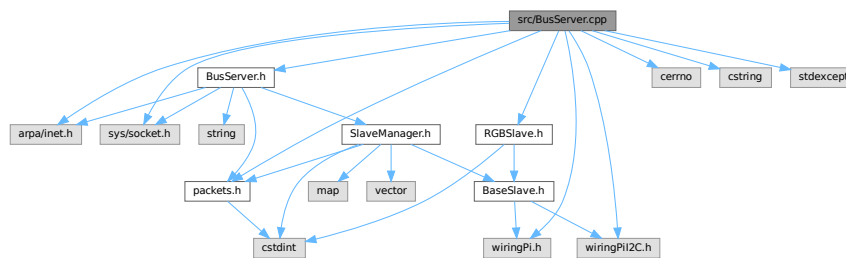 src/BusServer.cpp
BusServer.h
cerrno
cstring
stdexcept
arpa/inet.h
sys/socket.h
string
SlaveManager.h
RGBSlave.h
packets.h
map
vector
BaseSlave.h
cstdint
wiringPi.h
wiringPiI2C.h